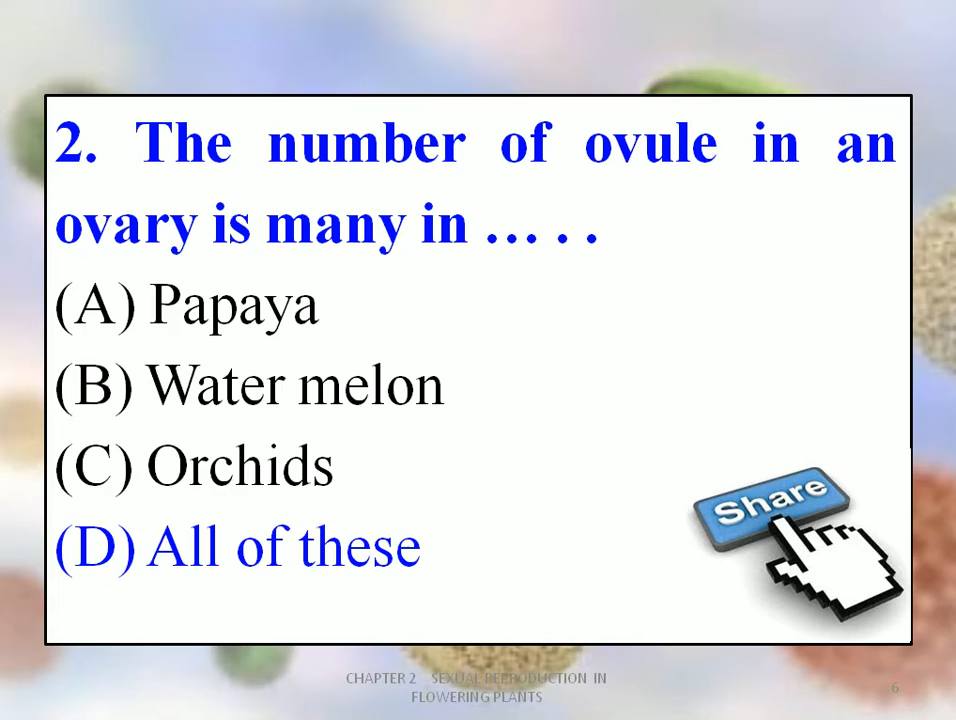 2. The number of ovule in an
ovary is many in … . .
(A) Papaya
(B) Water melon
(C) Orchids
(D) All of these
Share
CHAPTER 2 SEXUAL REPRODUCTION IN
FLOWERING PLANTS
6